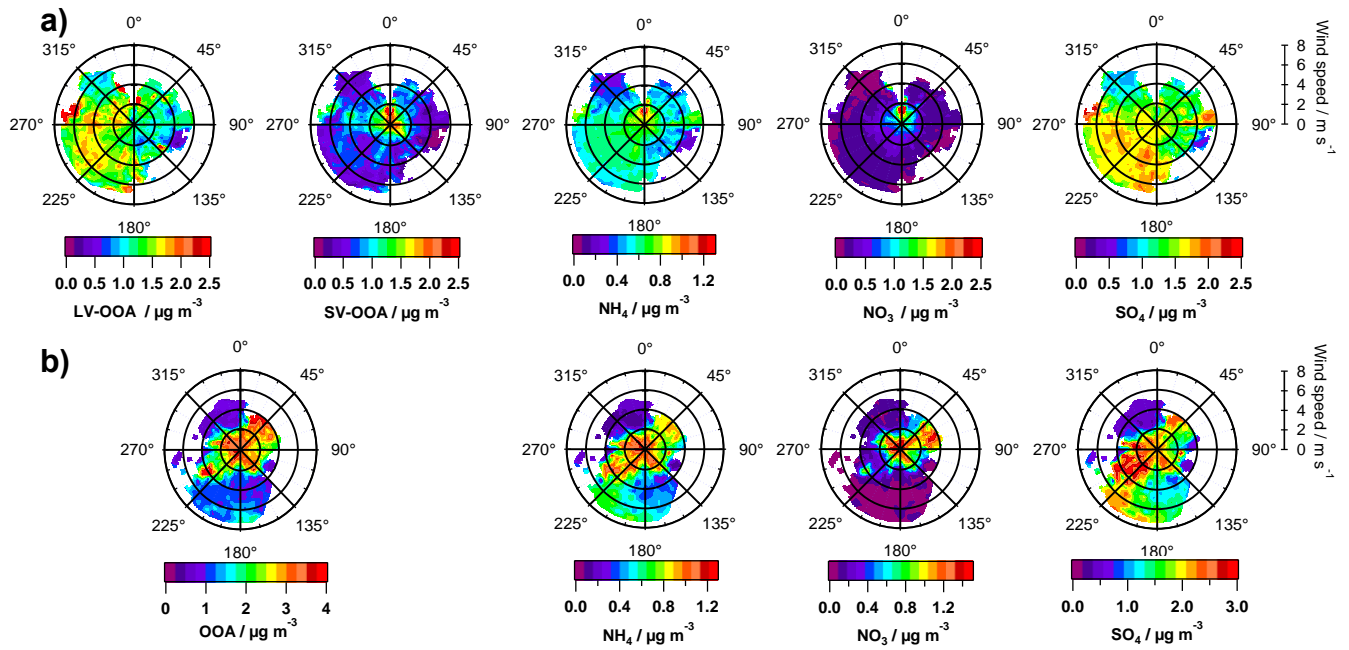 a)
0° 0° 0° 0° 0°
315° 45° 315° 45° 315° 45° 315° 45° 315° 45°
270° 90° 270° 90° 270° 90° 270° 90° 270° 90°
225° 135° 225° 135° 225° 135° 225° 135° 225° 135°
180° 180° 180° 180° 180°
8
6
4
2
0
Wind speed / m s⁻¹
0.0 0.5 1.0 1.5 2.0 2.5
LV-OOA / µg m⁻³
0.0 0.5 1.0 1.5 2.0 2.5
SV-OOA / µg m⁻³
0.0 0.4 0.8 1.2
NH₄ / µg m⁻³
0.0 0.5 1.0 1.5 2.0 2.5
NO₃ / µg m⁻³
0.0 0.5 1.0 1.5 2.0 2.5
SO₄ / µg m⁻³
b)
0° 0° 0° 0°
315° 45° 315° 45° 315° 45° 315° 45°
270° 90° 270° 90° 270° 90° 270° 90°
225° 135° 225° 135° 225° 135° 225° 135°
180° 180° 180° 180°
8
6
4
2
0
Wind speed / m s⁻¹
0 1 2 3 4
OOA / µg m⁻³
0.0 0.4 0.8 1.2
NH₄ / µg m⁻³
0.0 0.4 0.8 1.2
NO₃ / µg m⁻³
0.0 1.0 2.0 3.0
SO₄ / µg m⁻³